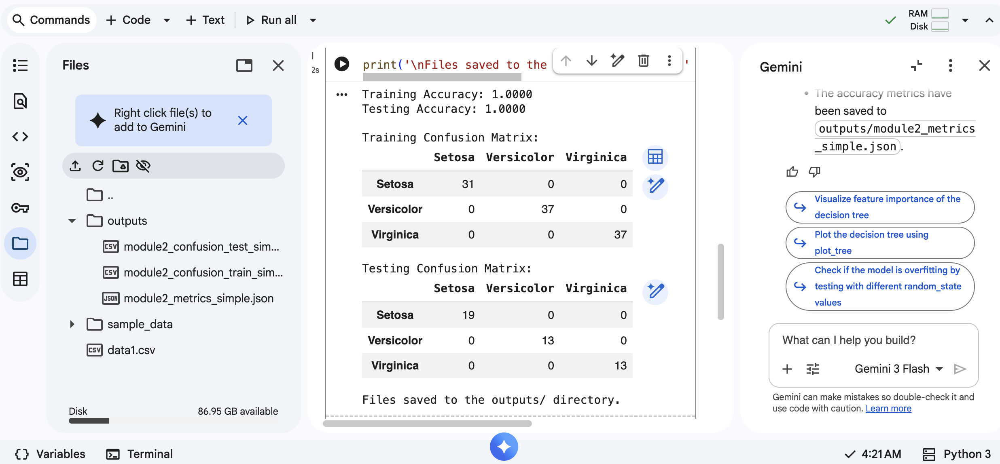 Commands
+ Code
+ Text
Run all
RAM
Disk
Files
Right click file(s) to
add to Gemini
..
outputs
CSV module2_confusion_test_sim...
CSV module2_confusion_train_sim...
JSON module2_metrics_simple.json
sample_data
CSV data1.csv
Disk
86.95 GB available
2s
print('\nFiles saved to the
'
Training Accuracy: 1.0000
Testing Accuracy: 1.0000
Training Confusion Matrix:
Setosa Versicolor Virginica
Setosa 31 0 0
Versicolor 0 37 0
Virginica 0 0 37
Testing Confusion Matrix:
Setosa Versicolor Virginica
Setosa 19 0 0
Versicolor 0 13 0
Virginica 0 0 13
Files saved to the outputs/ directory.
Gemini
• The accuracy metrics have
been saved to
outputs/module2_metrics
_simple.json.
Visualize feature importance of the
decision tree
Plot the decision tree using
plot_tree
Check if the model is overfitting by
testing with different random_state
values
What can I help you build?
Gemini 3 Flash
Gemini can make mistakes so double-check it and
use code with caution. Learn more
Variables
Terminal
4:21 AM
Python 3